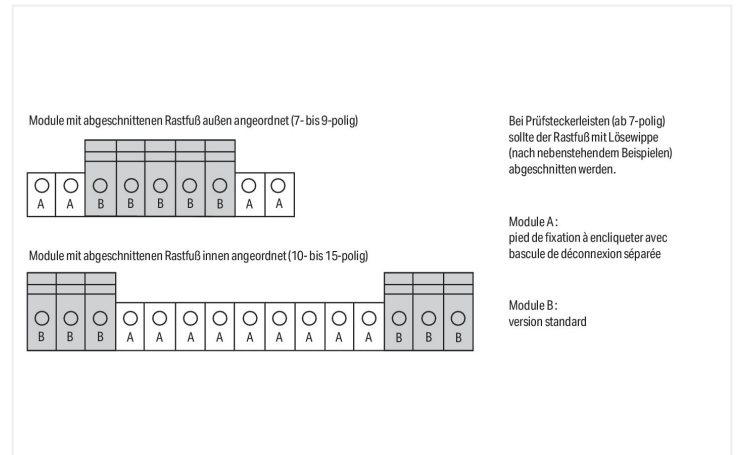 Module mit abgeschnittenen Rastfuß außen angeordnet (7- bis 9-polig)
A A B B B B B A A
Module mit abgeschnittenen Rastfuß innen angeordnet (10- bis 15-polig)
B B B A A A A A A A A A B B B
Bei Prüfsteckerleisten (ab 7-polig)
sollte der Rastfuß mit Lösewippe
(nach nebenstehendem Beispielen)
abgeschnitten werden.
Module A :
pied de fixation à encliqueter avec
bascule de déconnexion séparée
Module B :
version standard